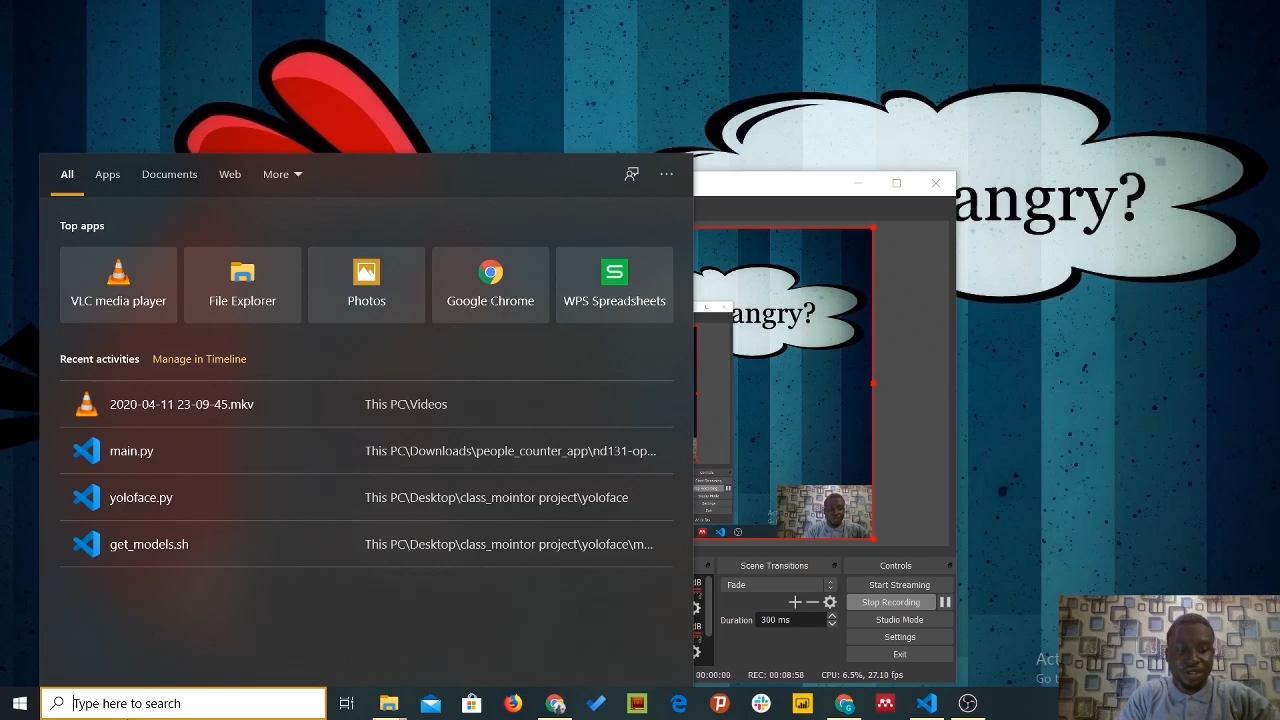 All Apps Documents Web More
Top apps
VLC media player File Explorer Photos Google Chrome WPS Spreadsheets
Recent activities Manage in Timeline
2020-04-11 23-09-45.mkv This PC\Videos
main.py This PC\Downloads\people_counter_app\nd131-op...
yoloface.py This PC\Desktop\class_mointor project\yoloface
get_models.sh This PC\Desktop\class_mointor project\yoloface\m...
angry?
angry?
Scene Transitions
Fade
Duration 300 ms
Controls
Start Streaming
Stop Recording
Studio Mode
Settings
Exit
REC: 00:08:58 CPU: 6.5%, 27.10 fps
Type here to search